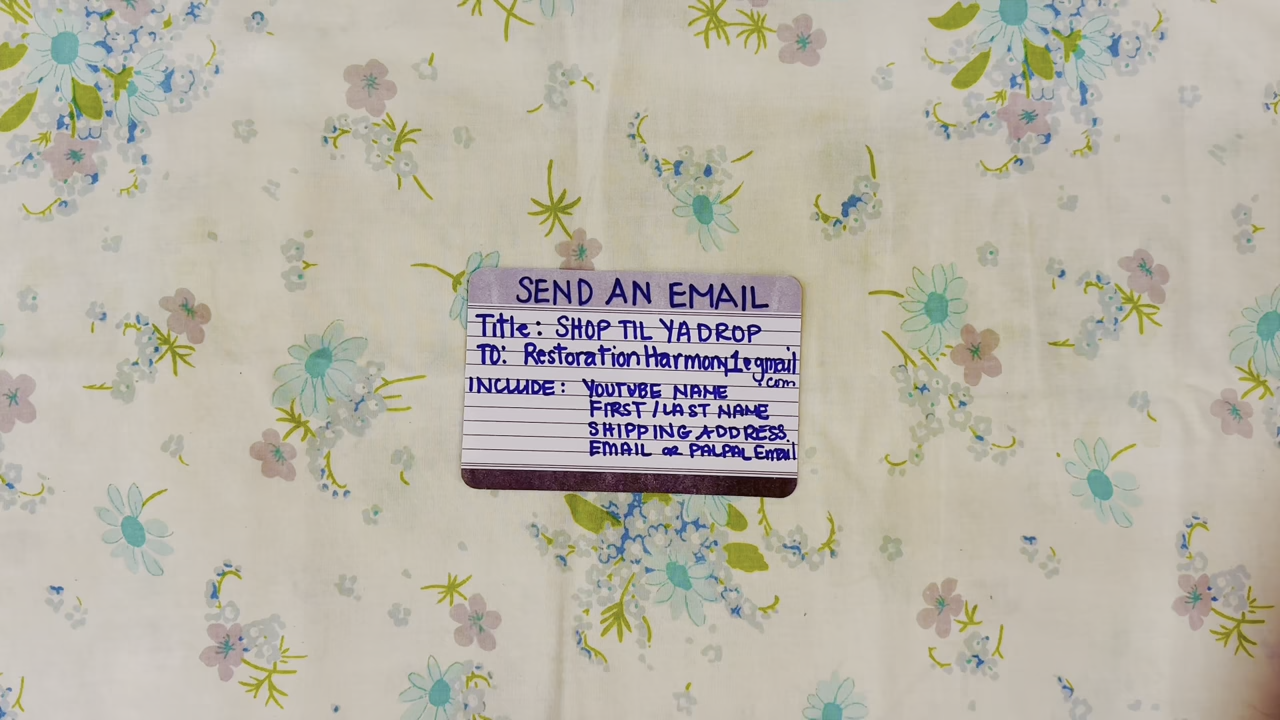 SEND AN EMAIL
Title: SHOP TIL YA DROP
TO: RestorationHarmony1@gmail
.com
INCLUDE: YOUTUBE NAME
FIRST / LAST NAME
SHIPPING ADDRESS.
EMAIL or PALPAL Email